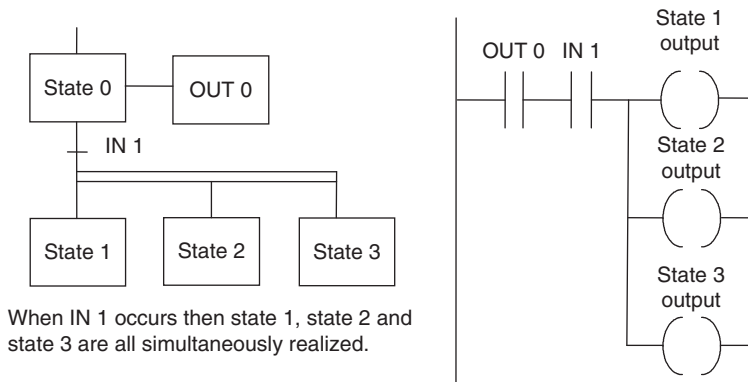 State 0
OUT 0
IN 1
State 1
State 2
State 3
When IN 1 occurs then state 1, state 2 and
state 3 are all simultaneously realized.
OUT 0
IN 1
State 1
output
State 2
output
State 3
output